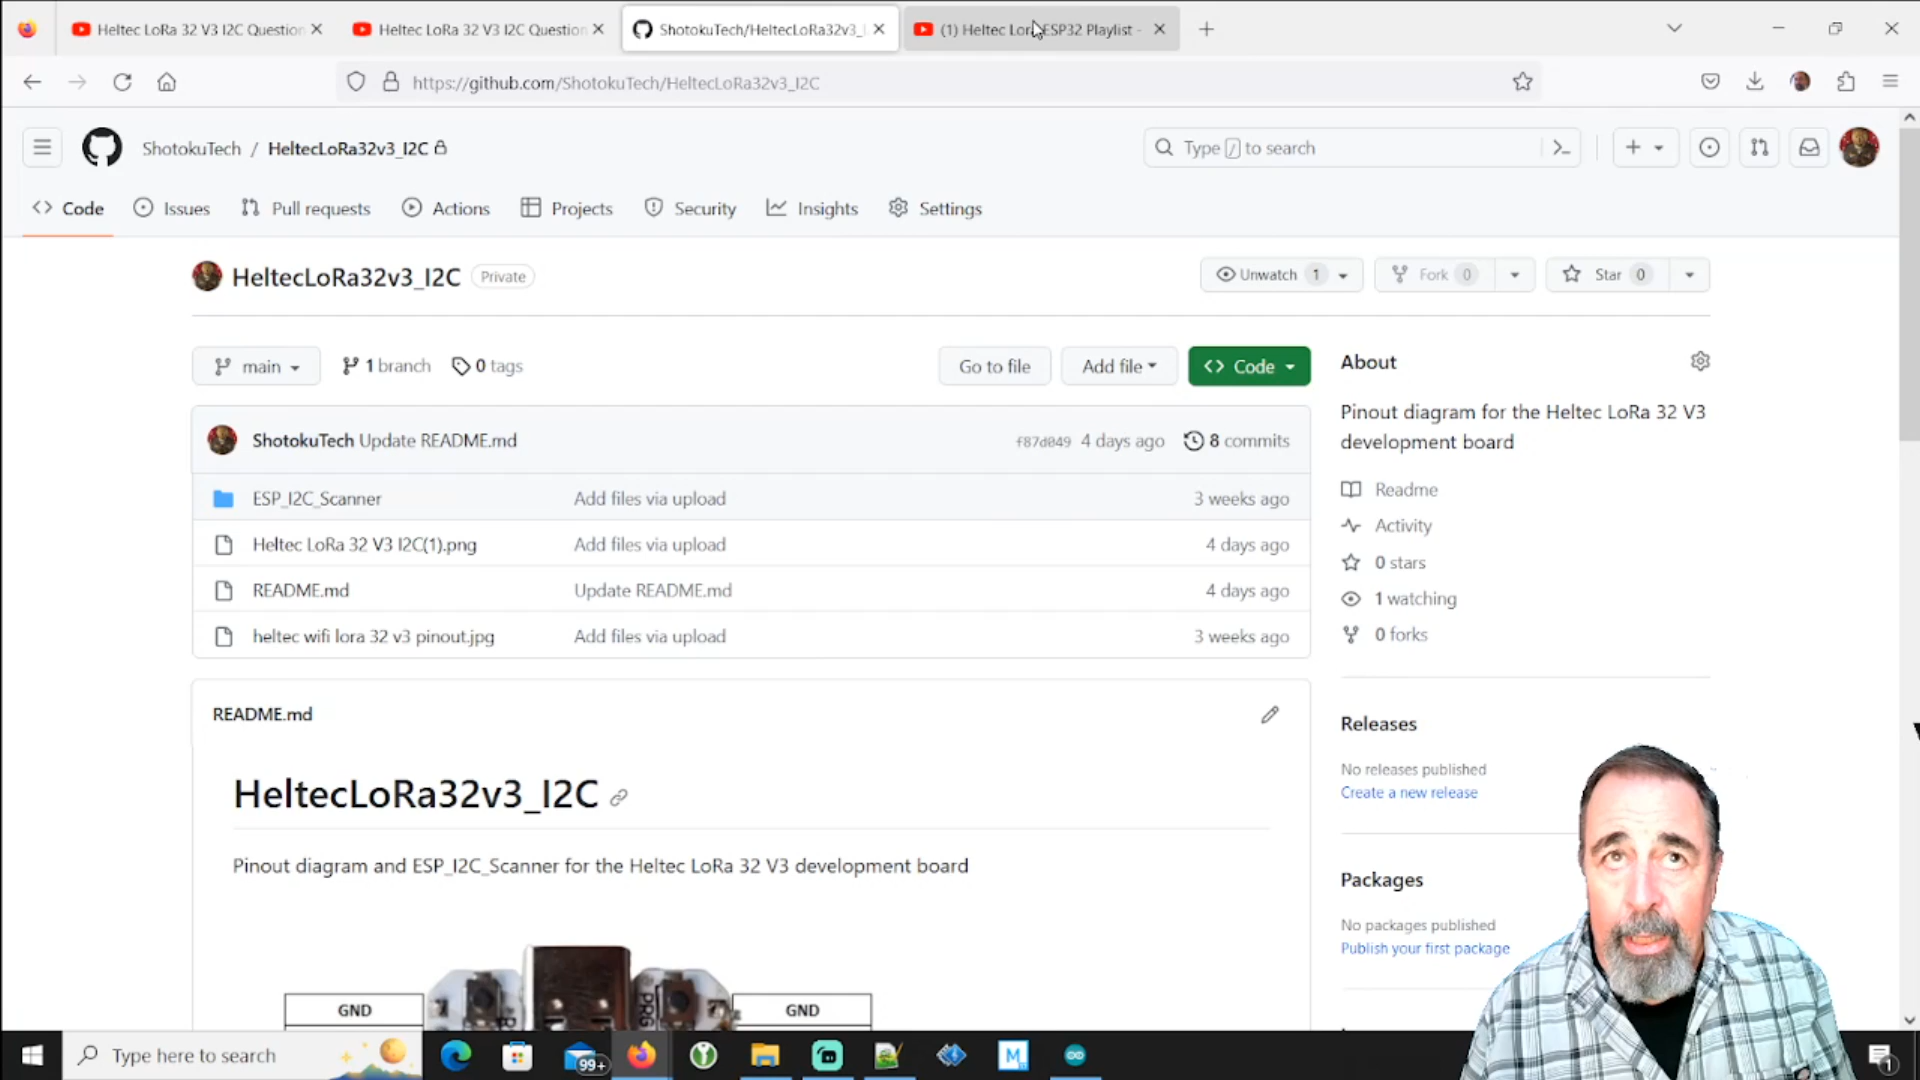 Heltec LoRa 32 V3 I2C Question
Heltec LoRa 32 V3 I2C Question
ShotokuTech/HeltecLoRa32v3_I
(1) Heltec LoRa ESP32 Playlist -
https://github.com/ShotokuTech/HeltecLoRa32v3_I2C
ShotokuTech / HeltecLoRa32v3_I2C
Type / to search
Code
Issues
Pull requests
Actions
Projects
Security
Insights
Settings
HeltecLoRa32v3_I2C Private
Unwatch 1
Fork 0
Star 0
main
1 branch
0 tags
Go to file
Add file
Code
ShotokuTech Update README.md f87d049 4 days ago 8 commits
ESP_I2C_Scanner Add files via upload 3 weeks ago
Heltec LoRa 32 V3 I2C(1).png Add files via upload 4 days ago
README.md Update README.md 4 days ago
heltec wifi lora 32 v3 pinout.jpg Add files via upload 3 weeks ago
About
Pinout diagram for the Heltec LoRa 32 V3
development board
Readme
Activity
0 stars
1 watching
0 forks
Releases
No releases published
Create a new release
Packages
No packages published
Publish your first package
README.md
HeltecLoRa32v3_I2C
Pinout diagram and ESP_I2C_Scanner for the Heltec LoRa 32 V3 development board
GND
PRG
GND
Type here to search
99+
M
1